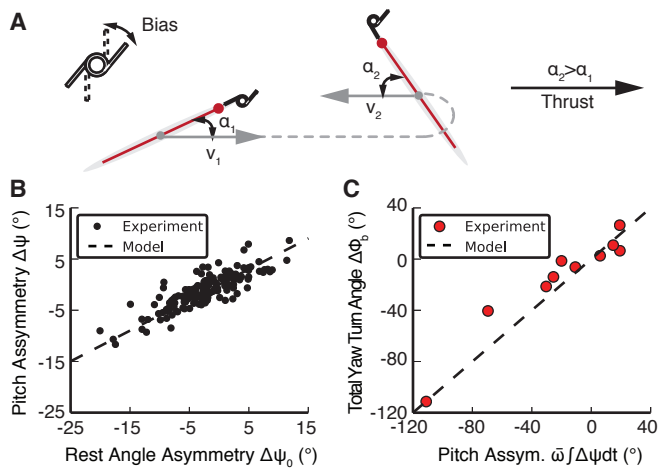 A
Bias
α1
v1
α2
v2
α2>α1
Thrust
B
Pitch Assymmetry Δψ (°)
15
5
-5
-15
-25
Experiment
Model
-25 -15 -5 5 15
Rest Angle Asymmetry Δψ0 (°)
C
Total Yaw Turn Angle ΔΦb (°)
40
0
-40
-80
-120
Experiment
Model
-120 -80 -40 0 40
Pitch Assym. ω̄ ∫Δψdt (°)